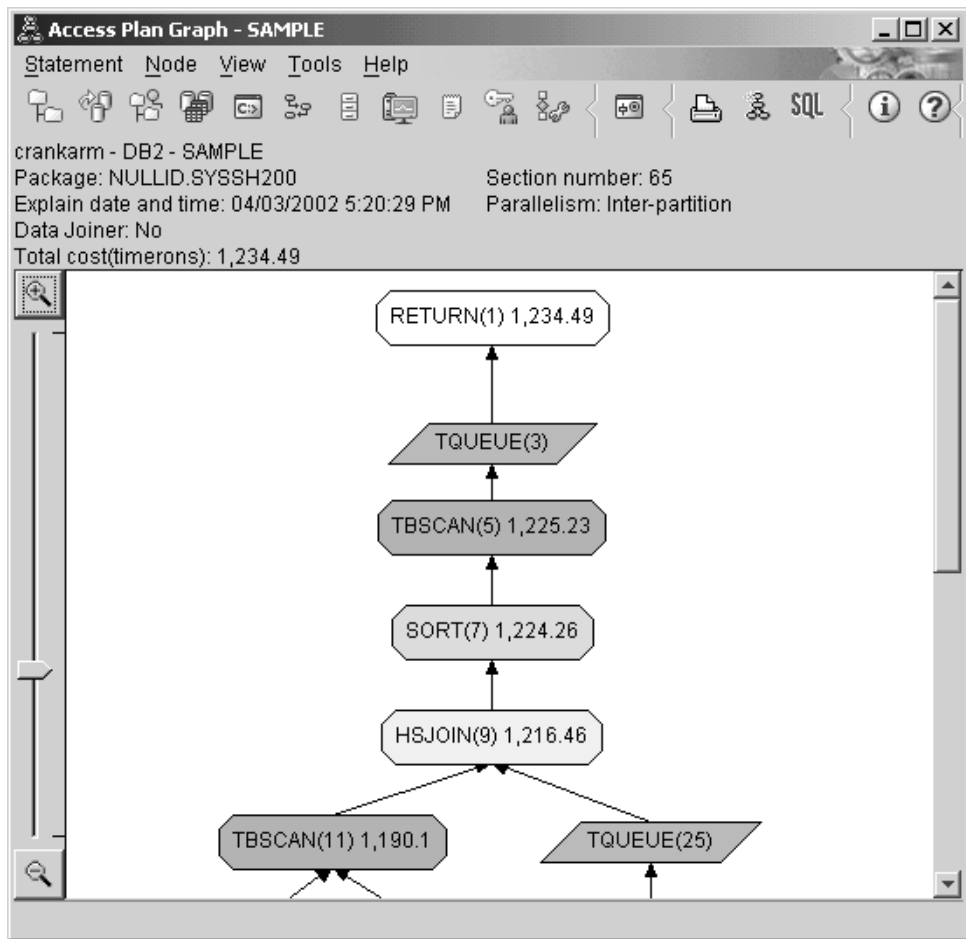 Access Plan Graph - SAMPLE
Statement Node View Tools Help
C:>
SQL
i ?
crankarm - DB2 - SAMPLE
Package: NULLID.SYSSH200 Section number: 65
Explain date and time: 04/03/2002 5:20:29 PM Parallelism: Inter-partition
Data Joiner: No
Total cost(timerons): 1,234.49
RETURN(1) 1,234.49
TQUEUE(3)
TBSCAN(5) 1,225.23
SORT(7) 1,224.26
HSJOIN(9) 1,216.46
TBSCAN(11) 1,190.1
TQUEUE(25)